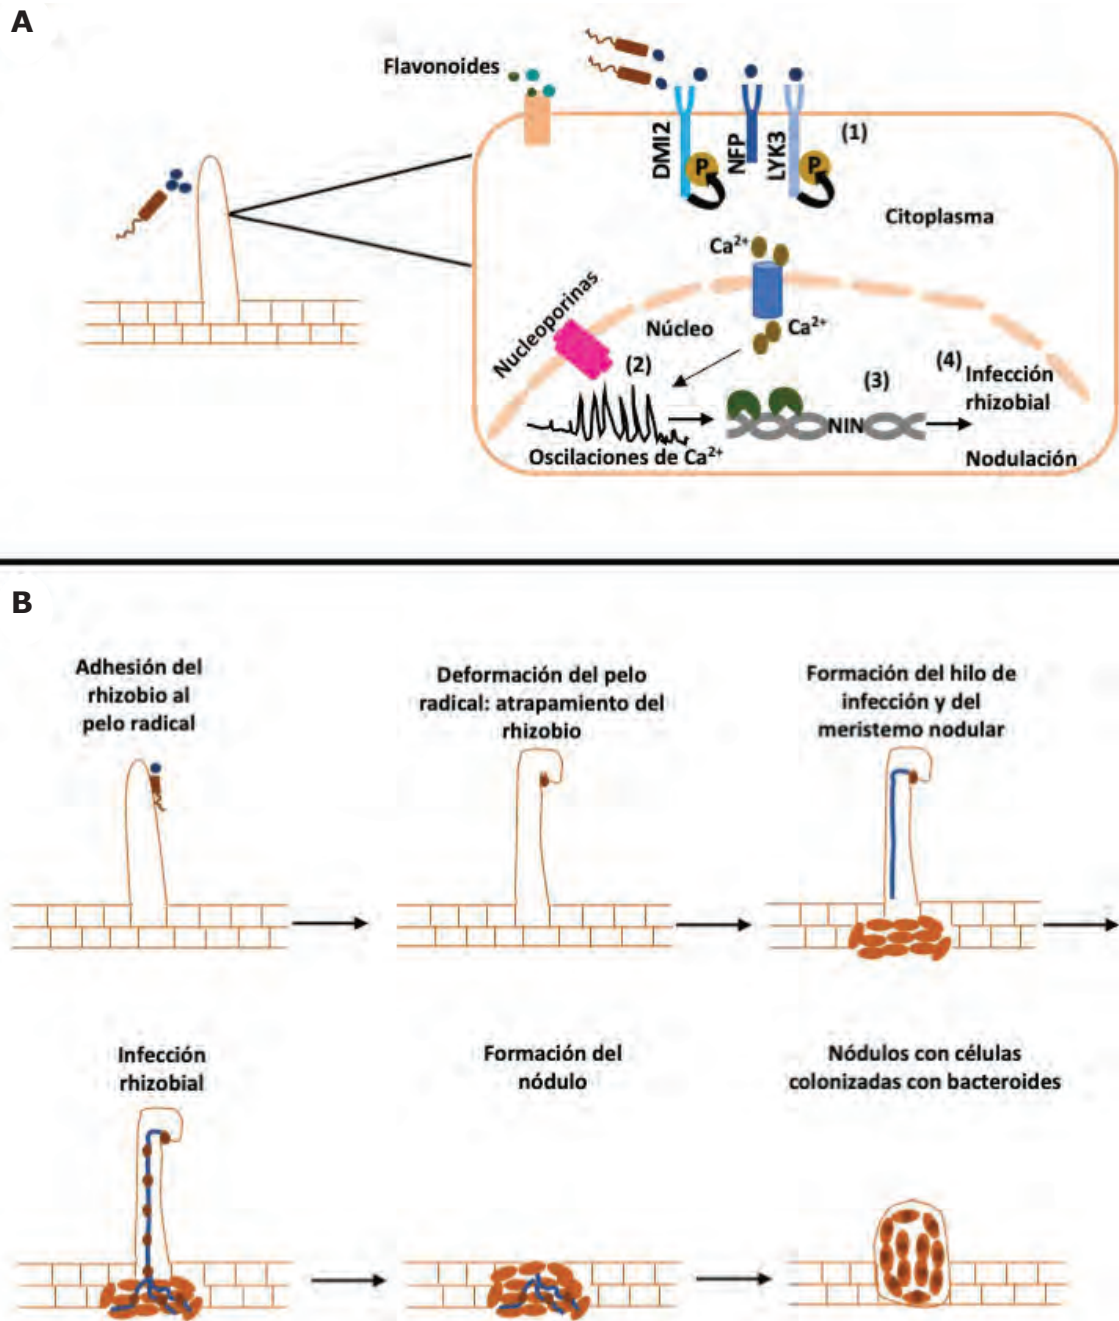 A
Flavonoides
DMI2
NFP
LYK3
(1)
P
P
Citoplasma
Ca²⁺
Nucleoporinas
Núcleo
Ca²⁺
(2)
(3)
(4)
Infección
rhizobial
NIN
Oscilaciones de Ca²⁺
Nodulación
B
Adhesión del
rhizobio al
pelo radical
Deformación del pelo
radical: atrapamiento del
rhizobio
Formación del hilo de
infección y del
meristemo nodular
Infección
rhizobial
Formación del
nódulo
Nódulos con células
colonizadas con bacteroides